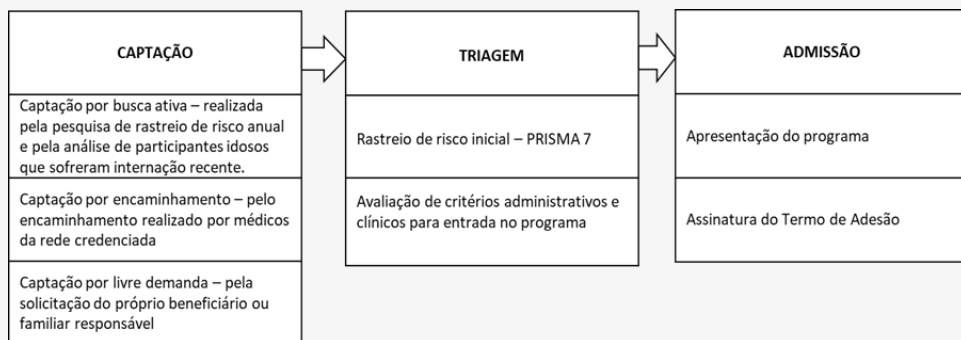 CAPTAÇÃO
Captação por busca ativa – realizada
pela pesquisa de rastreio de risco anual
e pela análise de participantes idosos
que sofreram internação recente.
Captação por encaminhamento – pelo
encaminhamento realizado por médicos
da rede credenciada
Captação por livre demanda – pela
solicitação do próprio beneficiário ou
familiar responsável
TRIAGEM
Rastreio de risco inicial – PRISMA 7
Avaliação de critérios administrativos e
clínicos para entrada no programa
ADMISSÃO
Apresentação do programa
Assinatura do Termo de Adesão